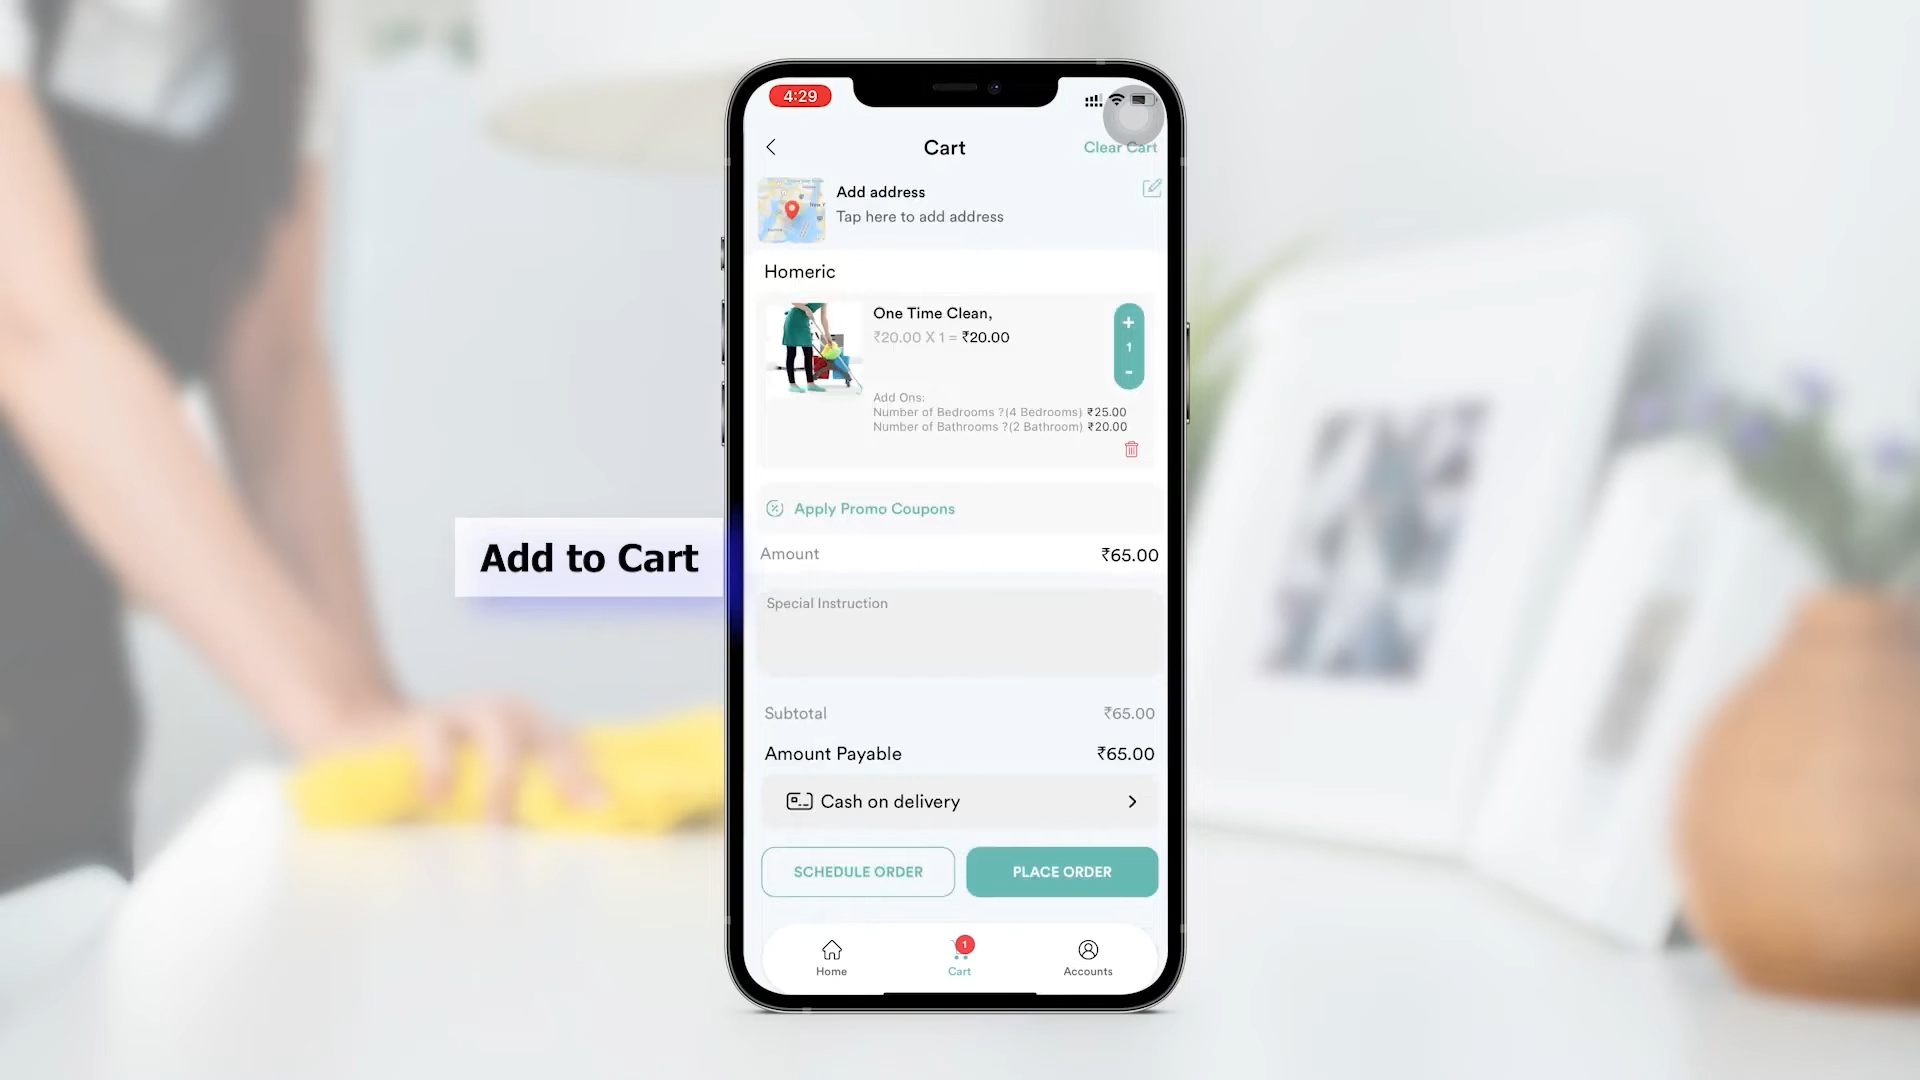 4:29
Cart
Clear Cart
Add address
Tap here to add address
Homeric
One Time Clean,
₹20.00 X 1 = ₹20.00
+
1
-
Add Ons:
Number of Bedrooms ?(4 Bedrooms) ₹25.00
Number of Bathrooms ?(2 Bathroom) ₹20.00
Apply Promo Coupons
Add to Cart
Amount ₹65.00
Special Instruction
Subtotal ₹65.00
Amount Payable ₹65.00
Cash on delivery
SCHEDULE ORDER PLACE ORDER
1
Home Cart Accounts